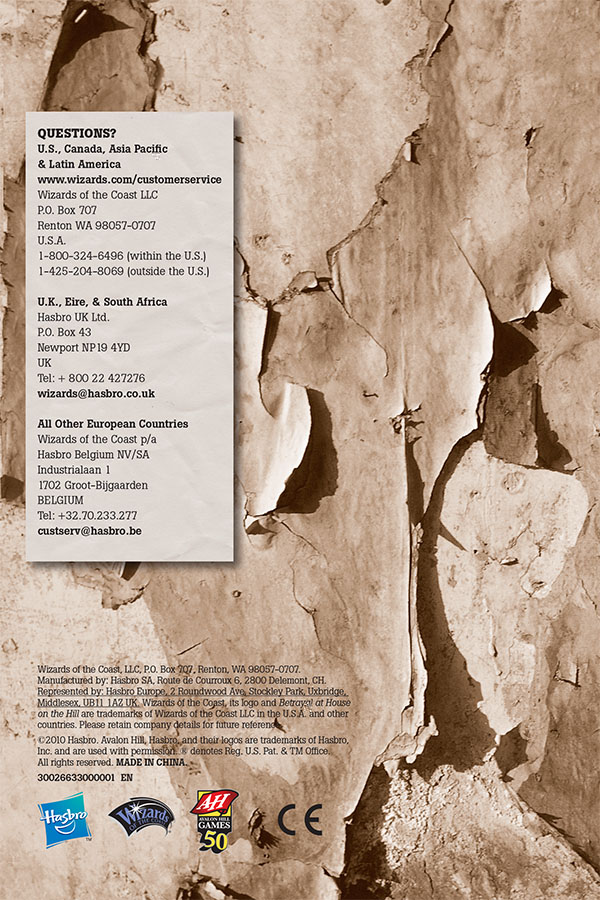 QUESTIONS?
U.S., Canada, Asia Pacific
& Latin America
www.wizards.com/customerservice
Wizards of the Coast LLC
P.O. Box 707
Renton WA 98057-0707
U.S.A.
1-800-324-6496 (within the U.S.)
1-425-204-8069 (outside the U.S.)
U.K., Eire, & South Africa
Hasbro UK Ltd.
P.O. Box 43
Newport NP19 4YD
UK
Tel: + 800 22 427276
wizards@hasbro.co.uk
All Other European Countries
Wizards of the Coast p/a
Hasbro Belgium NV/SA
Industrialaan 1
1702 Groot-Bijgaarden
BELGIUM
Tel: +32.70.233.277
custserv@hasbro.be
Wizards of the Coast, LLC, P.O. Box 707, Renton, WA 98057-0707.
Manufactured by: Hasbro SA, Route de Courroux 6, 2800 Delemont, CH.
Represented by: Hasbro Europe, 2 Roundwood Ave, Stockley Park, Uxbridge,
Middlesex, UB11 1AZ UK. Wizards of the Coast, its logo and Betrayal at House
on the Hill are trademarks of Wizards of the Coast LLC in the U.S.A. and other
countries. Please retain company details for future reference.
©2010 Hasbro. Avalon Hill, Hasbro, and their logos are trademarks of Hasbro,
Inc. and are used with permission. ® denotes Reg. U.S. Pat. & TM Office.
All rights reserved. MADE IN CHINA.
30026633000001 EN
Hasbro TM
Wizards OF THE COAST
AH
AVALON HILL
GAMES
50
CE